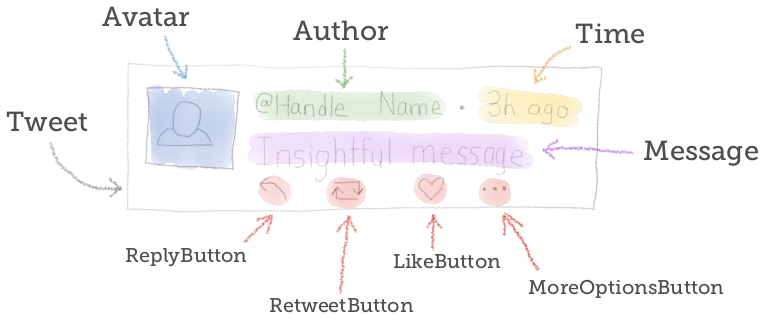 Avatar
Author
Time
@Handle Name · 3h ago
Tweet
Insightful message
Message
ReplyButton
LikeButton
MoreOptionsButton
RetweetButton